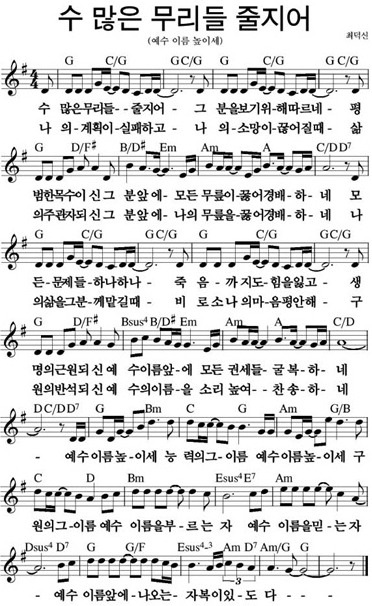 수 많은 무리들 줄지어
(예수 이름 높이세)
최덕신
G C/G G C/G G C/G G C/G
수 많은무리들--줄지어--그 분을보기위해따르네-평
나 의-계획이실패하고-나 의-소망이끊어질때-삶
G D/F# B/D# Em Am A C/D D7
범한목수이신그 분앞에-모든무릎이꿇어경배-하-네 모
의주관자되신그 분앞에-나의무릎을-꿇어경배-하-네 나
G C/G G C/G G C/G G C/G
든-문제들-하나하나-죽 음-까지도-힘을잃고-생
의삶을그분께맡길때-비 로소나의마음평안해-구
G D/F# G Bsus4 B/D# Em Am A C/D
명의근원되신예 수이름앞에 모든 권세들-굴 복-하-네
원의반석되신예 수의이름을 소리높여--찬 송-하-네
D C/D D7 G Bm C G Am G/B
-예수이름높-이세 능 력의그-이름 예수이름높-이세 구
C D Bm Em Esus4 E7 Am
원의그-이름 예수 이름을부-르는 자 예수 이름을믿-는자
Dsus4 D7 G G/F Esus4-3 Am D7 Am/G G
--예수 이름앞에-나오는-자복이있도 다--
3